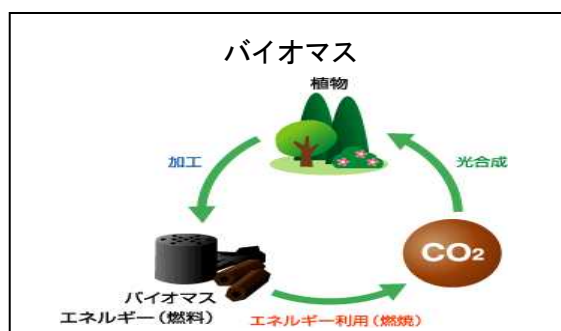 バイオマス
植物
加工
光合成
CO₂
バイオマス
エネルギー(燃料)
エネルギー利用(燃焼)